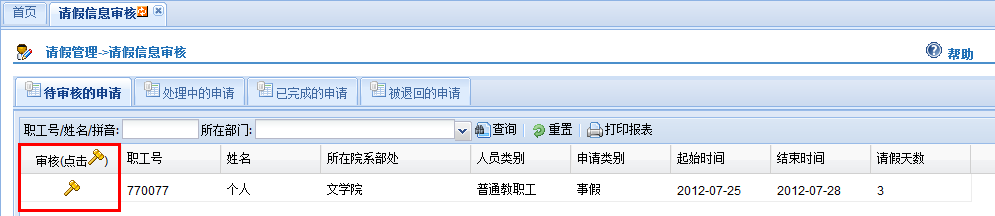 首页 请假信息审核
请假管理->请假信息审核 帮助
待审核的申请 处理中的申请 已完成的申请 被退回的申请
职工号/姓名/拼音: 所在部门: 查询 重置 打印报表
审核(点击) 职工号 姓名 所在院系部处 人员类别 申请类别 起始时间 结束时间 请假天数
770077 个人 文学院 普通教职工 事假 2012-07-25 2012-07-28 3